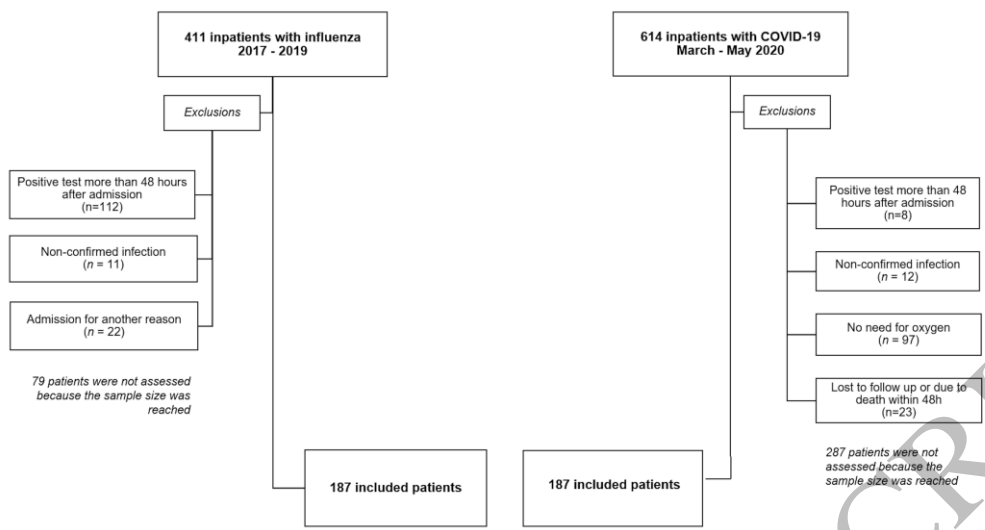 411 inpatients with influenza
2017 - 2019
Exclusions
Positive test more than 48 hours
after admission
(n=112)
Non-confirmed infection
(n = 11)
Admission for another reason
(n = 22)
79 patients were not assessed
because the sample size was
reached
187 included patients
614 inpatients with COVID-19
March - May 2020
Exclusions
Positive test more than 48
hours after admission
(n=8)
Non-confirmed infection
(n = 12)
No need for oxygen
(n = 97)
Lost to follow up or due to
death within 48h
(n=23)
287 patients were not
assessed because the
sample size was reached
187 included patients